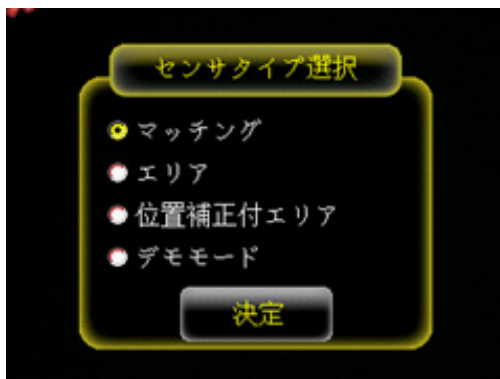 センサタイプ選択
マッチング
エリア
位置補正付エリア
デモモード
決定